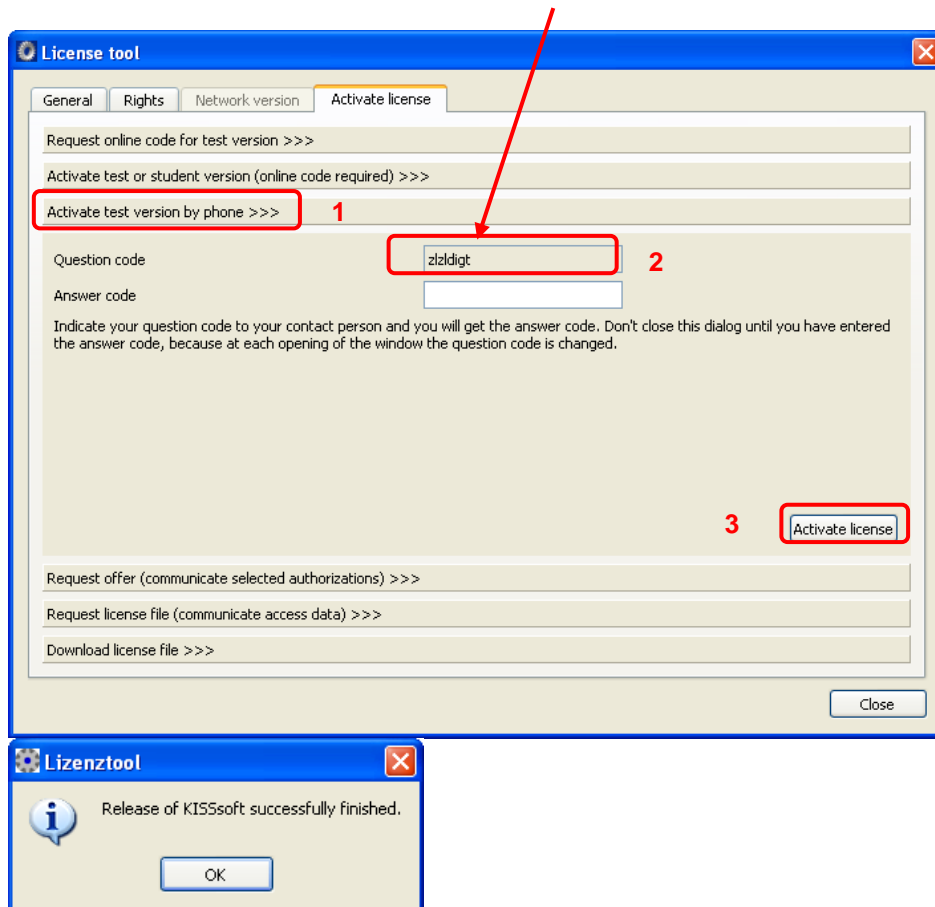 License tool
General Rights Network version Activate license
Request online code for test version >>>
Activate test or student version (online code required) >>>
Activate test version by phone >>> 1
Question code zlzldigt 2
Answer code
Indicate your question code to your contact person and you will get the answer code. Don't close this dialog until you have entered
the answer code, because at each opening of the window the question code is changed.
3 Activate license
Request offer (communicate selected authorizations) >>>
Request license file (communicate access data) >>>
Download license file >>>
Close
Lizenztool
Release of KISSsoft successfully finished.
OK